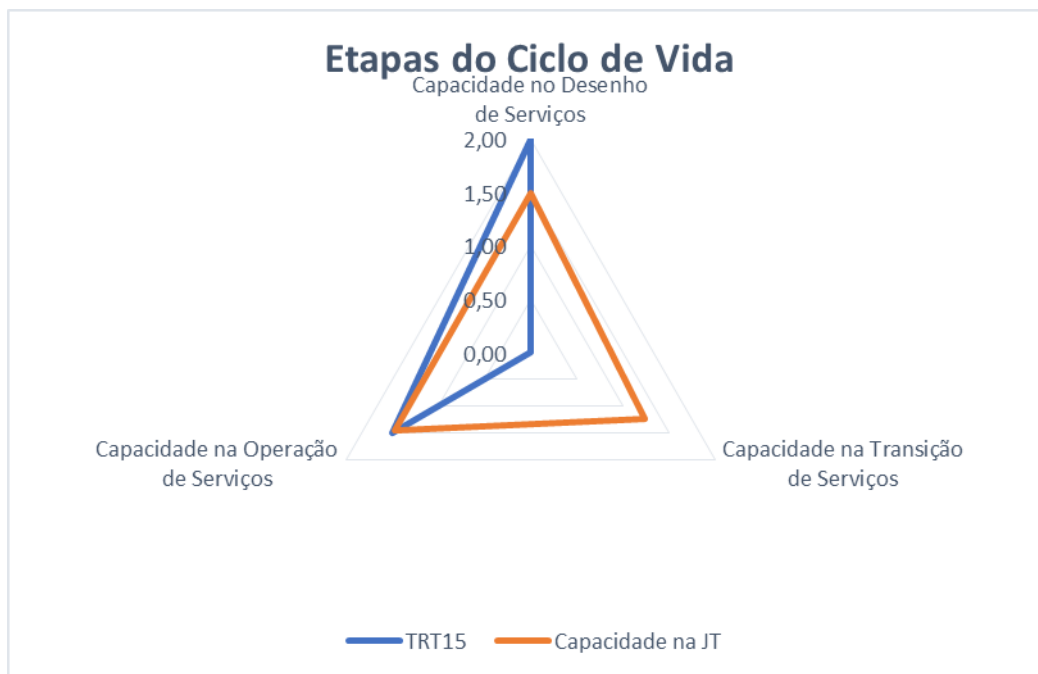 Etapas do Ciclo de Vida
Capacidade no Desenho
de Serviços
2,00
1,50
1,00
0,50
0,00
Capacidade na Operação
de Serviços
Capacidade na Transição
de Serviços
TRT15
Capacidade na JT